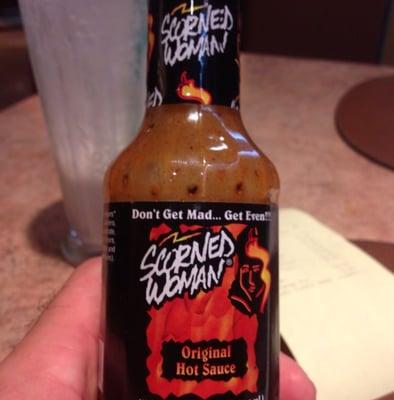 SCORNED
WOMAN
Don't Get Mad... Get Even!!!
SCORNED
WOMAN®
Original
Hot Sauce